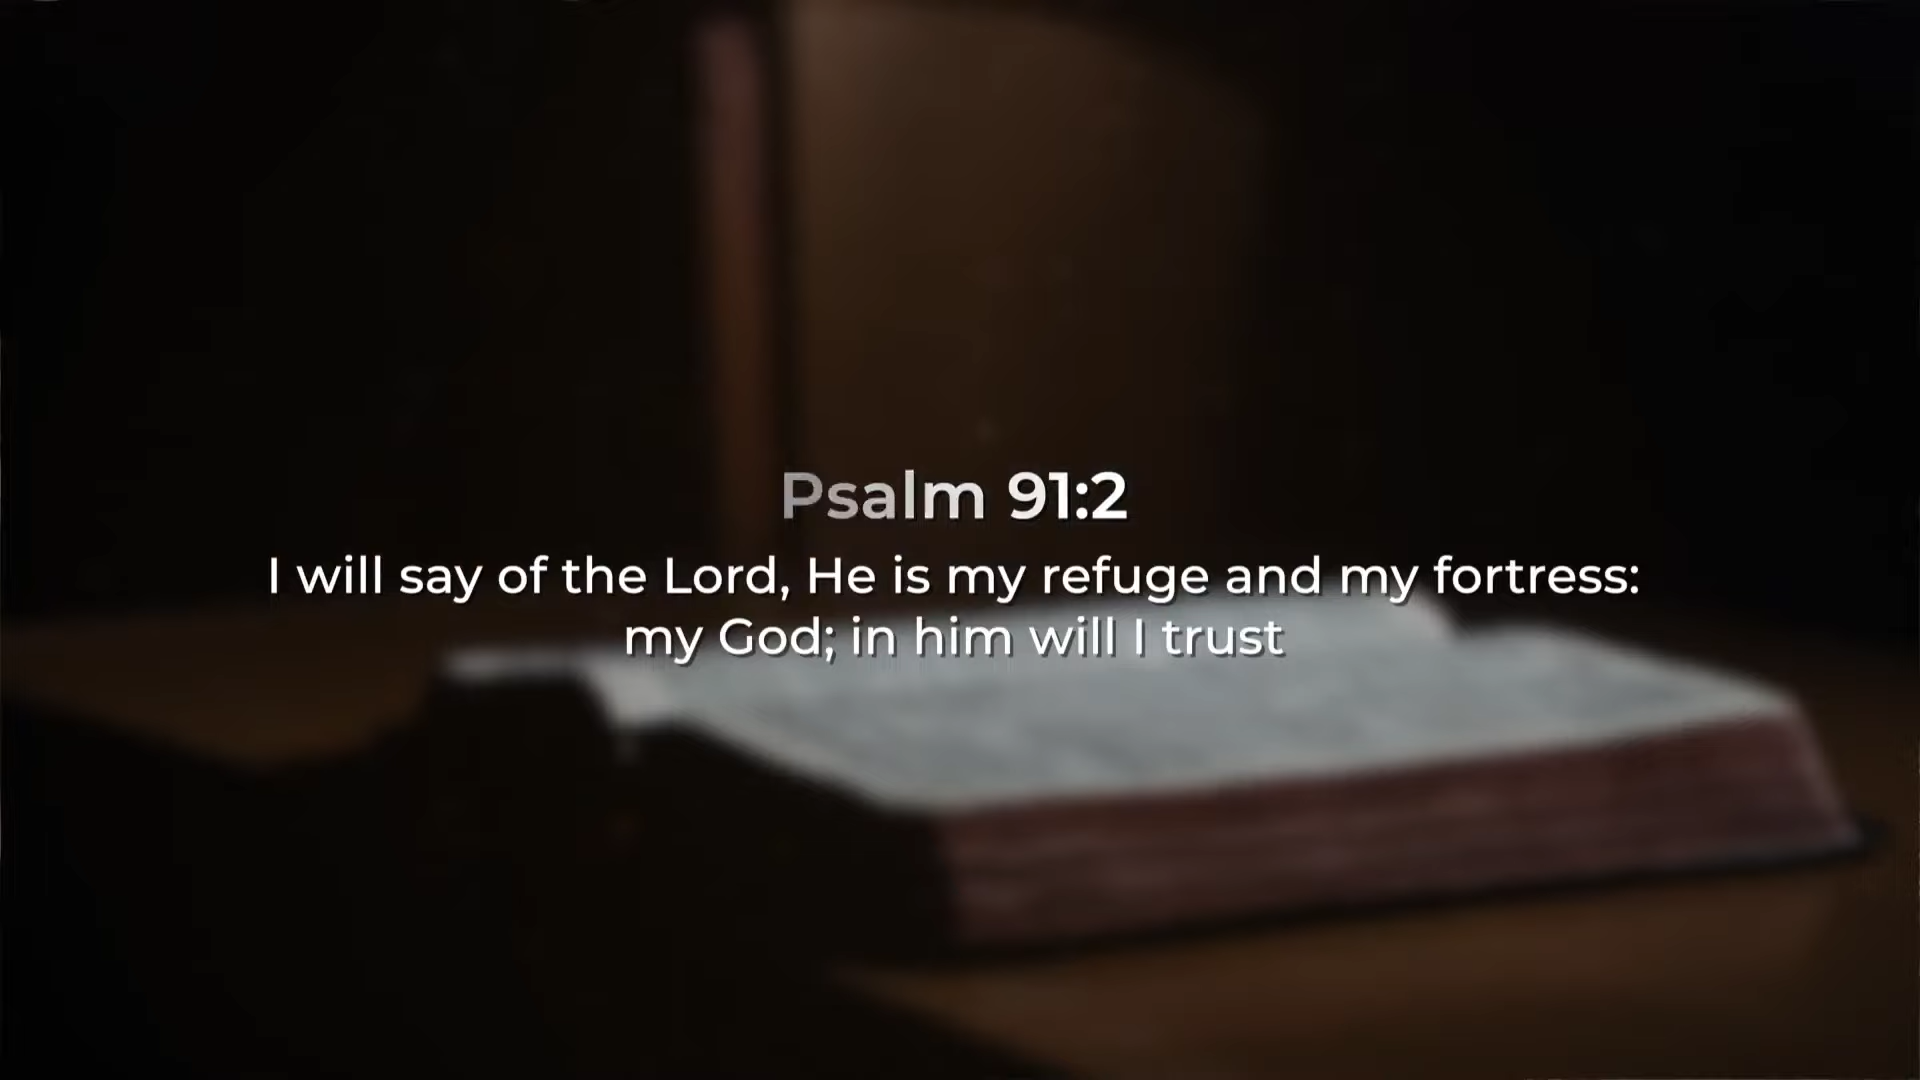 Psalm 91:2
I will say of the Lord, He is my refuge and my fortress:
my God; in him will I trust